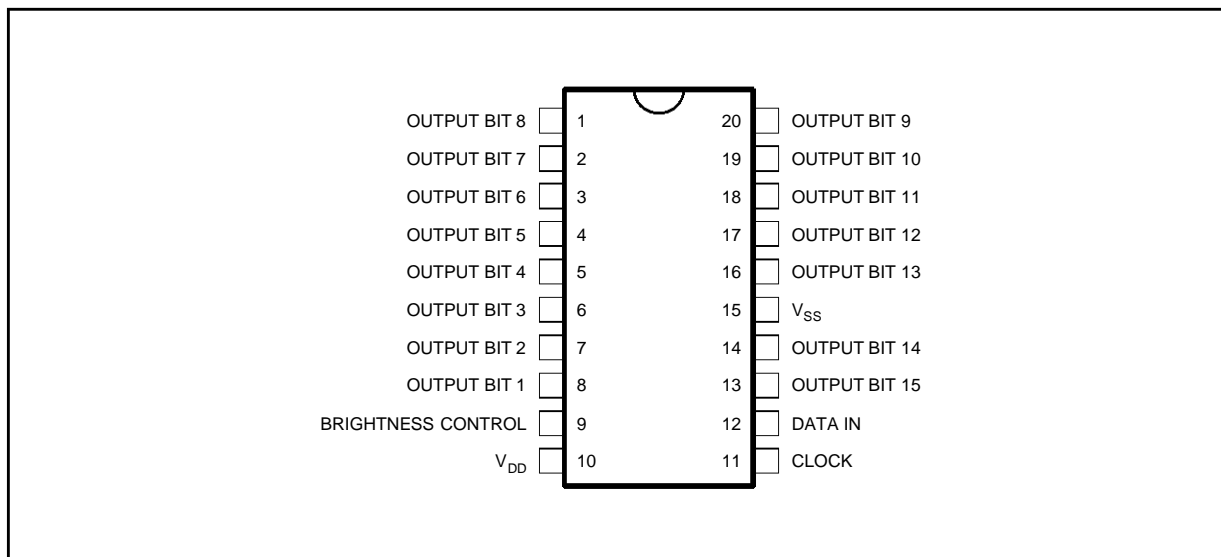 OUTPUT BIT 8 1 20 OUTPUT BIT 9
OUTPUT BIT 7 2 19 OUTPUT BIT 10
OUTPUT BIT 6 3 18 OUTPUT BIT 11
OUTPUT BIT 5 4 17 OUTPUT BIT 12
OUTPUT BIT 4 5 16 OUTPUT BIT 13
OUTPUT BIT 3 6 15 VSS
OUTPUT BIT 2 7 14 OUTPUT BIT 14
OUTPUT BIT 1 8 13 OUTPUT BIT 15
BRIGHTNESS CONTROL 9 12 DATA IN
VDD 10 11 CLOCK